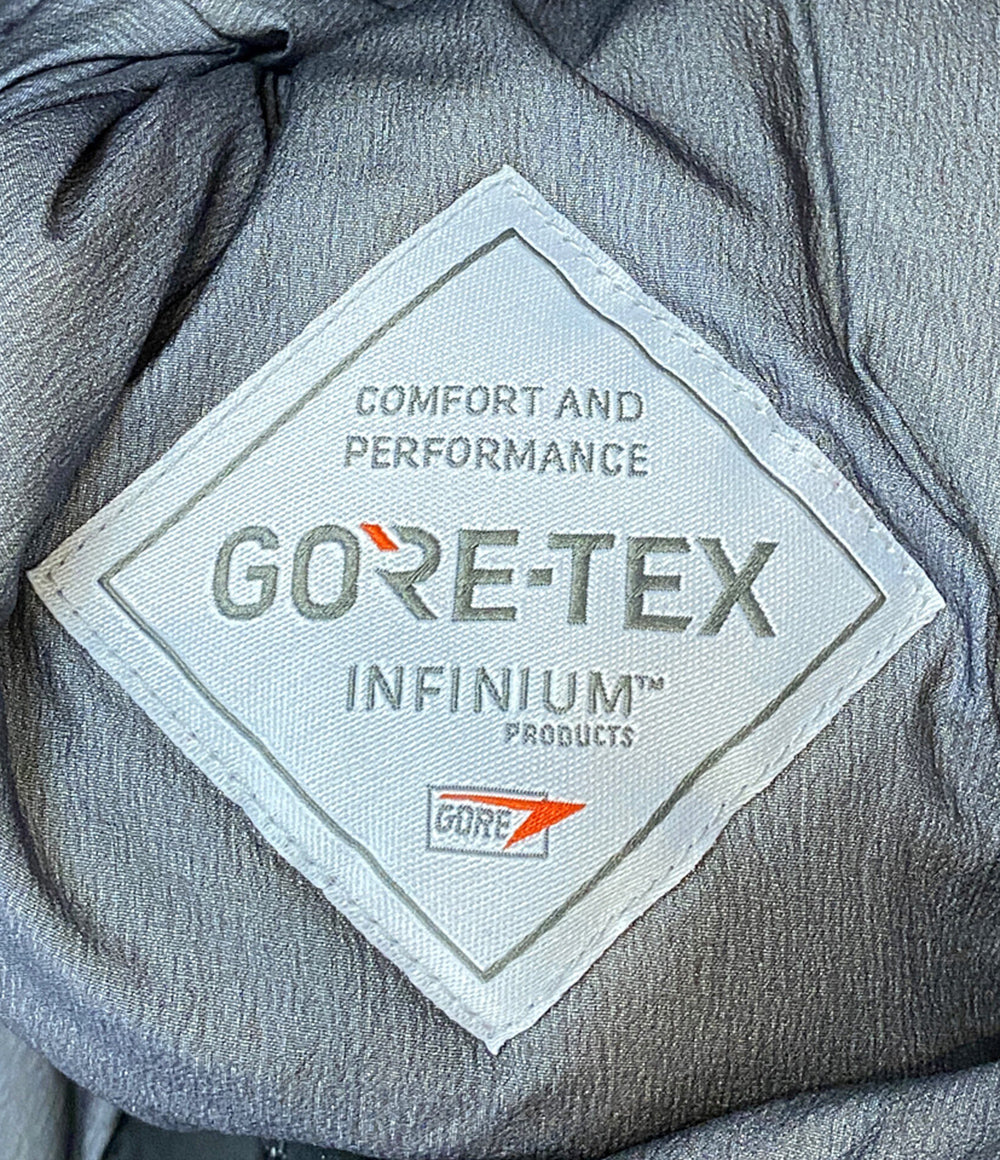 COMFORT AND
PERFORMANCE
GORE-TEX
INFINIUM™
PRODUCTS
GORE